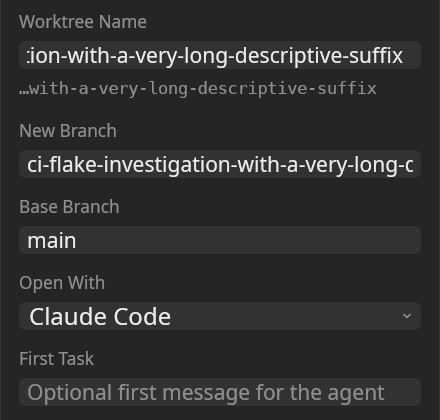 Worktree Name
tion-with-a-very-long-descriptive-suffix
…with-a-very-long-descriptive-suffix
New Branch
ci-flake-investigation-with-a-very-long-d
Base Branch
main
Open With
Claude Code
First Task
Optional first message for the agent